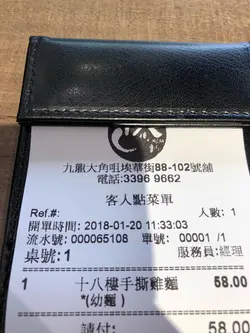 九龍大角咀埃華街88-102號舖
電話:3396 9662
客人點菜單
Ref.#: 人數: 1
開單時間: 2018-01-20 11:33:03
流水號: 000065108 單號: 00001 /1
桌號: 1 服務員: 經理
1 十八樓手撕雞麵 58.00
*(幼麵)
請付: 58.00